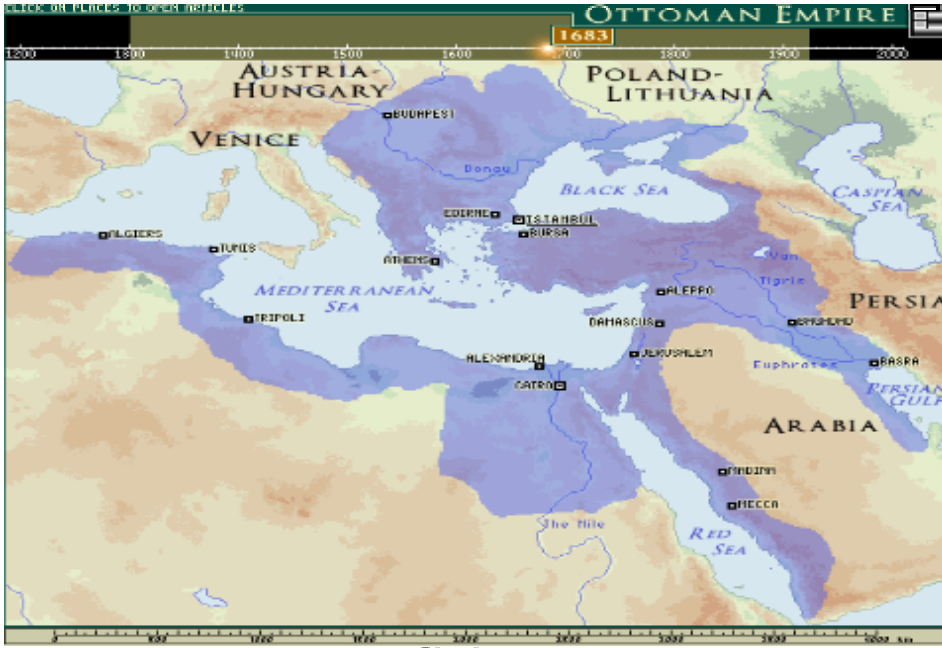 CLICK ON PLACES TO OPEN ARTICLES
OTTOMAN EMPIRE
1683
1200 1300 1400 1500 1600 1700 1800 1900 2000
AUSTRIA-
HUNGARY
POLAND-
LITHUANIA
BUDAPEST
VENICE
Donau
BLACK SEA
CASPIAN
SEA
EDIRNE
ISTANBUL
BURSA
ALGIERS
TUNIS
ATHENS
Van
Tigris
MEDITERRANEAN
SEA
ALEPPO
PERSIA
TRIPOLI
DAMASCUS
BAGHDAD
ALEXANDRIA
JERUSALEM
Euphrates
BASRA
CAIRO
PERSIAN
GULF
ARABIA
MADINA
MECCA
The Nile
RED
SEA